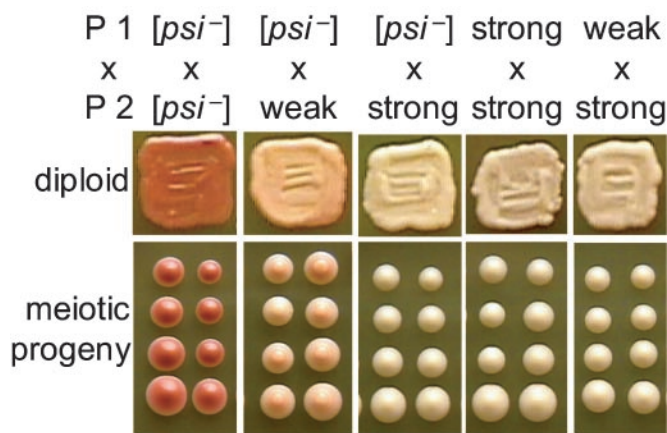 P 1 [psi⁻] [psi⁻] [psi⁻] strong weak
x x x x x x
P 2 [psi⁻] weak strong strong strong
diploid
meiotic
progeny